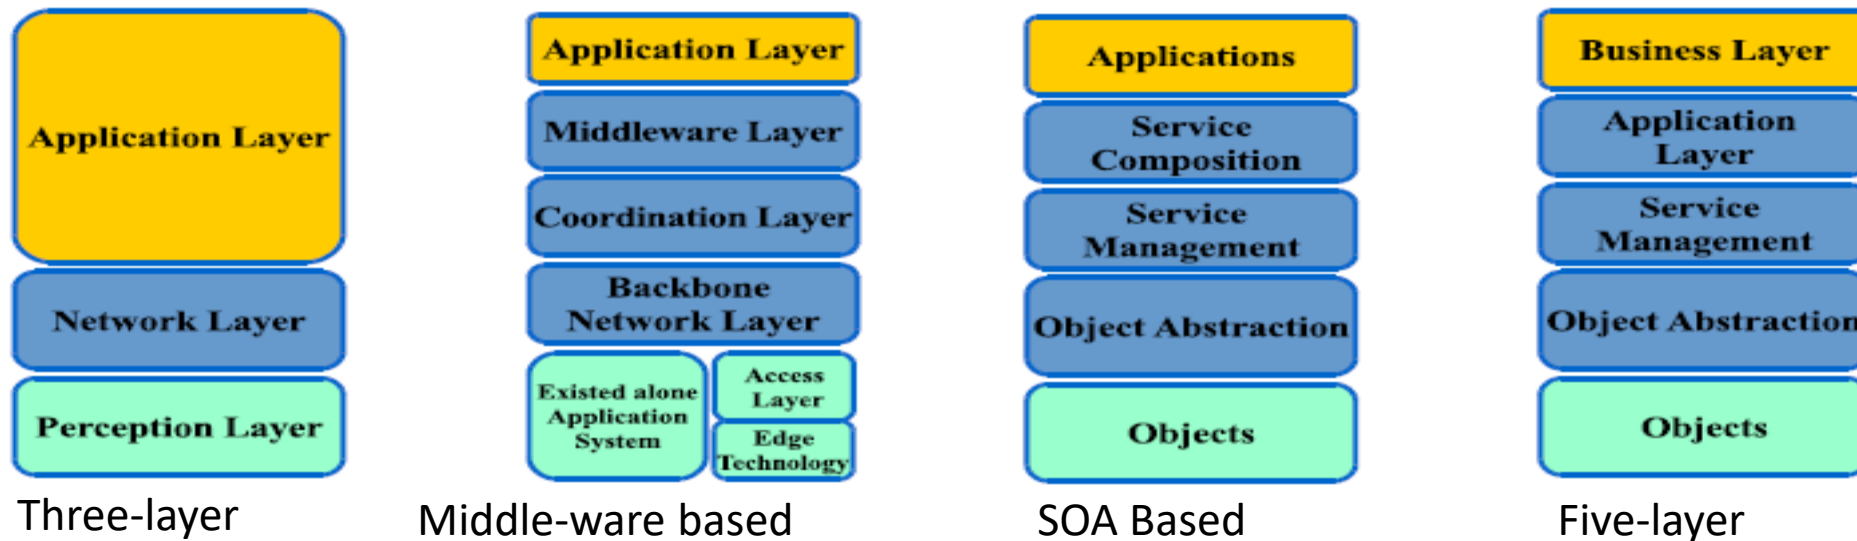 Application Layer
Network Layer
Perception Layer
Three-layer
Application Layer
Middleware Layer
Coordination Layer
Backbone
Network Layer
Existed alone
Application
System
Access
Layer
Edge
Technology
Middle-ware based
Applications
Service
Composition
Service
Management
Object Abstraction
Objects
SOA Based
Business Layer
Application
Layer
Service
Management
Object Abstraction
Objects
Five-layer